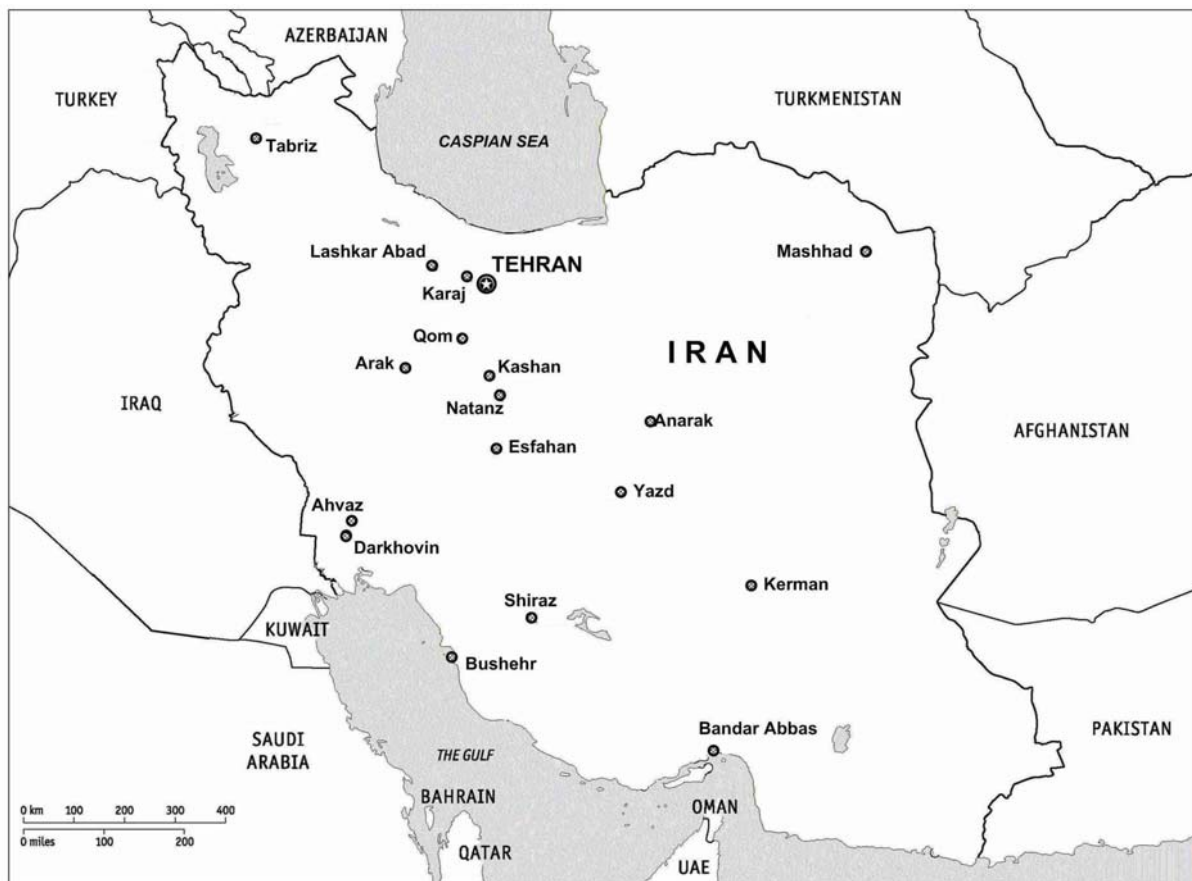 AZERBAIJAN
TURKEY
TURKMENISTAN
CASPIAN SEA
Tabriz
Lashkar Abad
TEHRAN
Mashhad
Karaj
Qom
IRAN
Arak
Kashan
Natanz
IRAQ
Anarak
AFGHANISTAN
Esfahan
Yazd
Ahvaz
Darkhovin
Kerman
Shiraz
KUWAIT
Bushehr
Bandar Abbas
PAKISTAN
SAUDI
ARABIA
THE GULF
BAHRAIN
OMAN
QATAR
UAE
0 km 100 200 300 400
0 miles 100 200